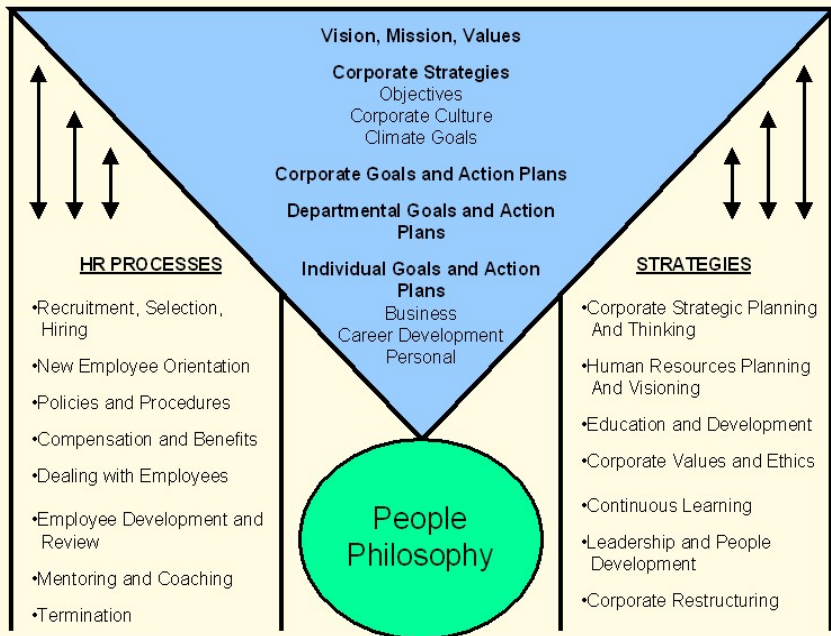 Vision, Mission, Values
Corporate Strategies
Objectives
Corporate Culture
Climate Goals
Corporate Goals and Action Plans
Departmental Goals and Action
Plans
Individual Goals and Action
Plans
Business
Career Development
Personal
HR PROCESSES
•Recruitment, Selection,
Hiring
•New Employee Orientation
•Policies and Procedures
•Compensation and Benefits
•Dealing with Employees
•Employee Development and
Review
•Mentoring and Coaching
•Termination
People
Philosophy
STRATEGIES
•Corporate Strategic Planning
And Thinking
•Human Resources Planning
And Visioning
•Education and Development
•Corporate Values and Ethics
•Continuous Learning
•Leadership and People
Development
•Corporate Restructuring